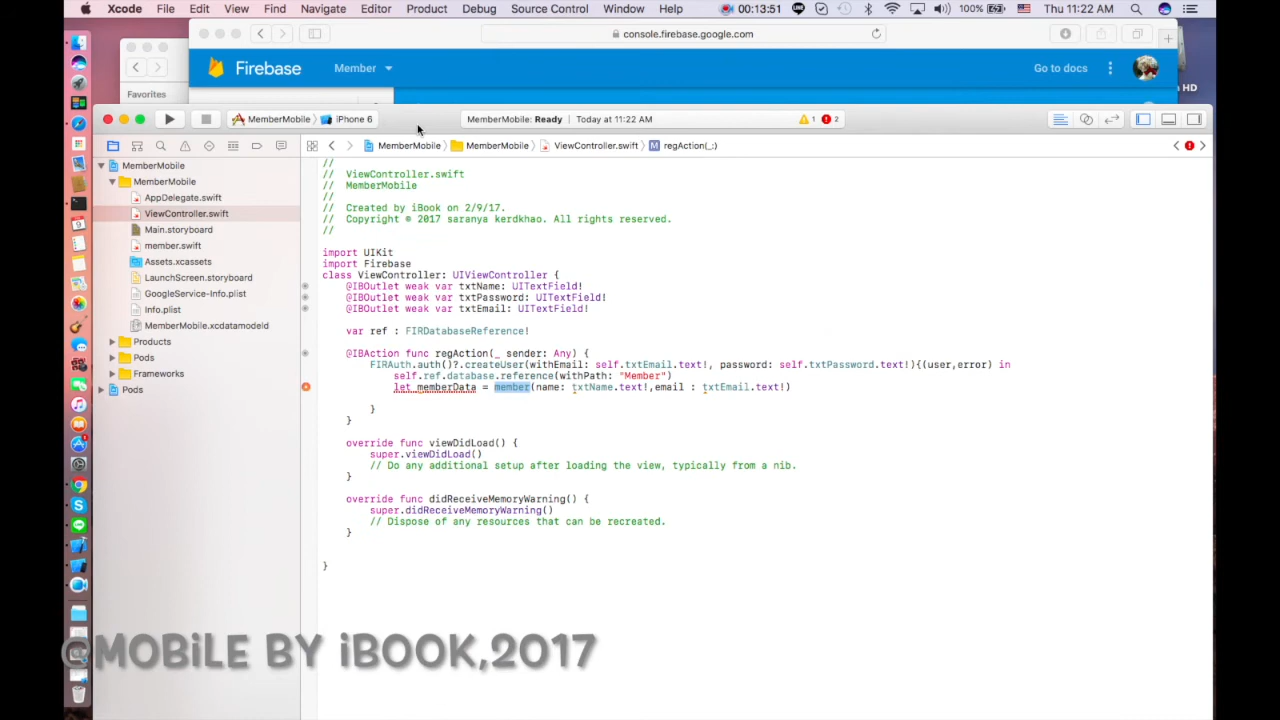 Xcode File Edit View Find Navigate Editor Product Debug Source Control Window Help 00:13:51 100% Thu 11:22 AM
console.firebase.google.com
Firebase Member Go to docs
HD
Favorites
MemberMobile iPhone 6 MemberMobile: Ready Today at 11:22 AM 1 2
MemberMobile MemberMobile ViewController.swift M regAction(_:)
MemberMobile
MemberMobile
AppDelegate.swift
ViewController.swift
Main.storyboard
member.swift
Assets.xcassets
LaunchScreen.storyboard
GoogleService-Info.plist
Info.plist
MemberMobile.xcdatamodeld
Products
Pods
Frameworks
Pods
//
// ViewController.swift
// MemberMobile
//
// Created by iBook on 2/9/17.
// Copyright © 2017 saranya kerdkhao. All rights reserved.
//
import UIKit
import Firebase
class ViewController: UIViewController {
@IBOutlet weak var txtName: UITextField!
@IBOutlet weak var txtPassword: UITextField!
@IBOutlet weak var txtEmail: UITextField!
var ref : FIRDatabaseReference!
@IBAction func regAction(_ sender: Any) {
FIRAuth.auth()?.createUser(withEmail: self.txtEmail.text!, password: self.txtPassword.text!){(user,error) in
self.ref.database.reference(withPath: "Member")
let memberData = member(name: txtName.text!,email : txtEmail.text!)
}
}
override func viewDidLoad() {
super.viewDidLoad()
// Do any additional setup after loading the view, typically from a nib.
}
override func didReceiveMemoryWarning() {
super.didReceiveMemoryWarning()
// Dispose of any resources that can be recreated.
}
}
@MOBILE BY iBOOK,2017